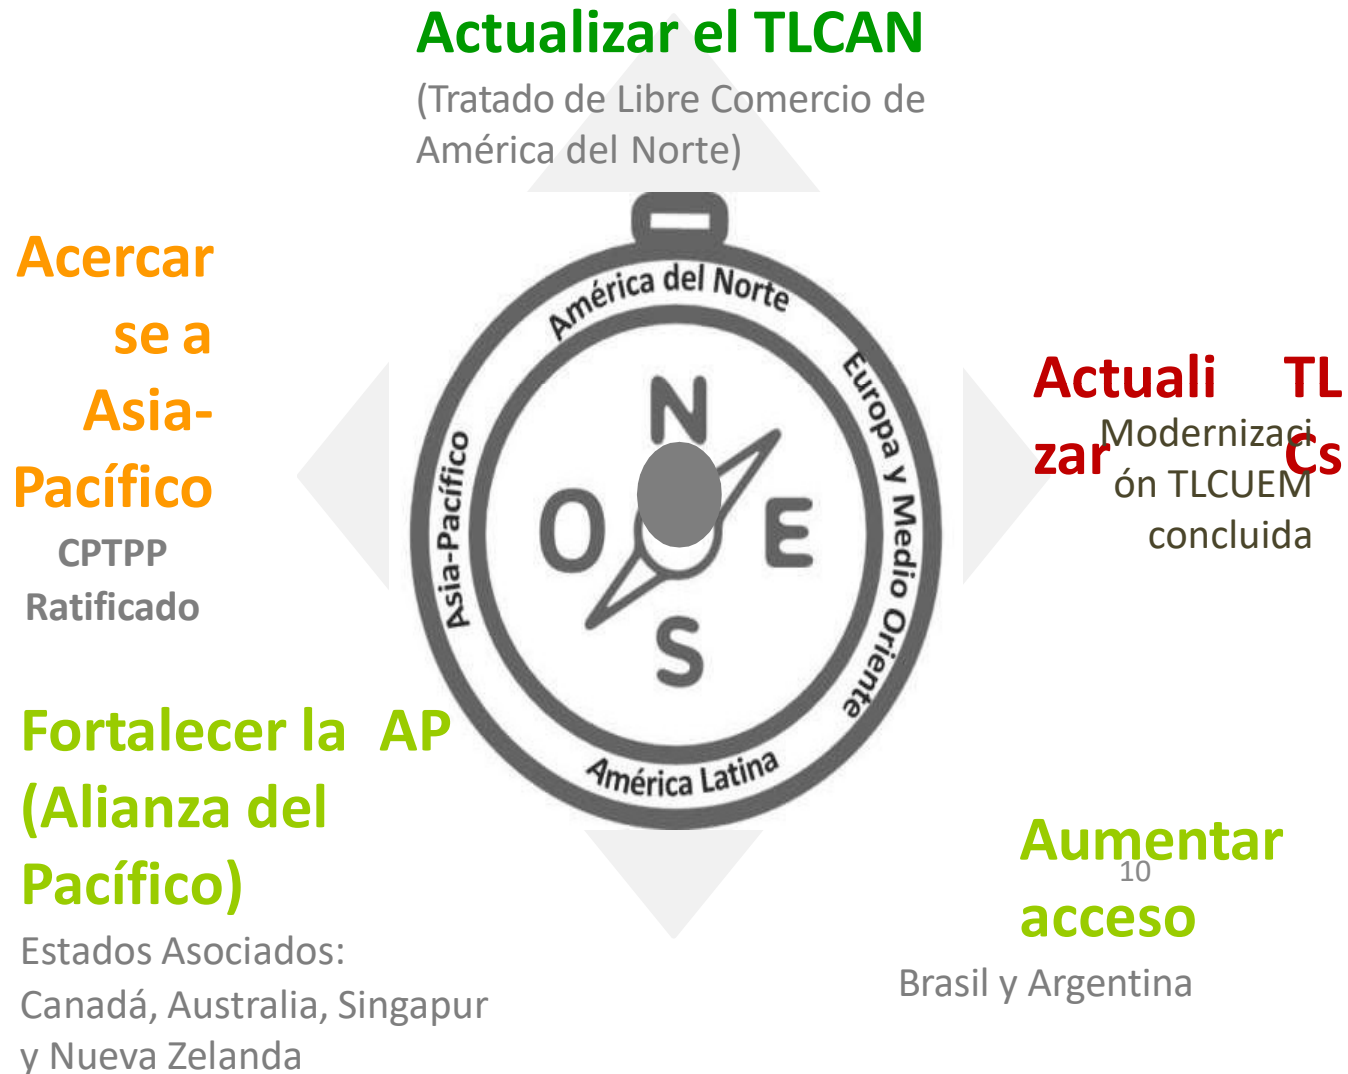 Actualizar el TLCAN
(Tratado de Libre Comercio de
América del Norte)
Acercar
se a
Asia-
Pacífico
CPTPP
Ratificado
América del Norte
Asia-Pacífico
Europa y Medio Oriente
América Latina
N
O
E
S
Actuali TL
zar Cs
Modernizaci
ón TLCUEM
concluida
Fortalecer la AP
(Alianza del
Pacífico)
Estados Asociados:
Canadá, Australia, Singapur
y Nueva Zelanda
Aumentar
10
acceso
Brasil y Argentina